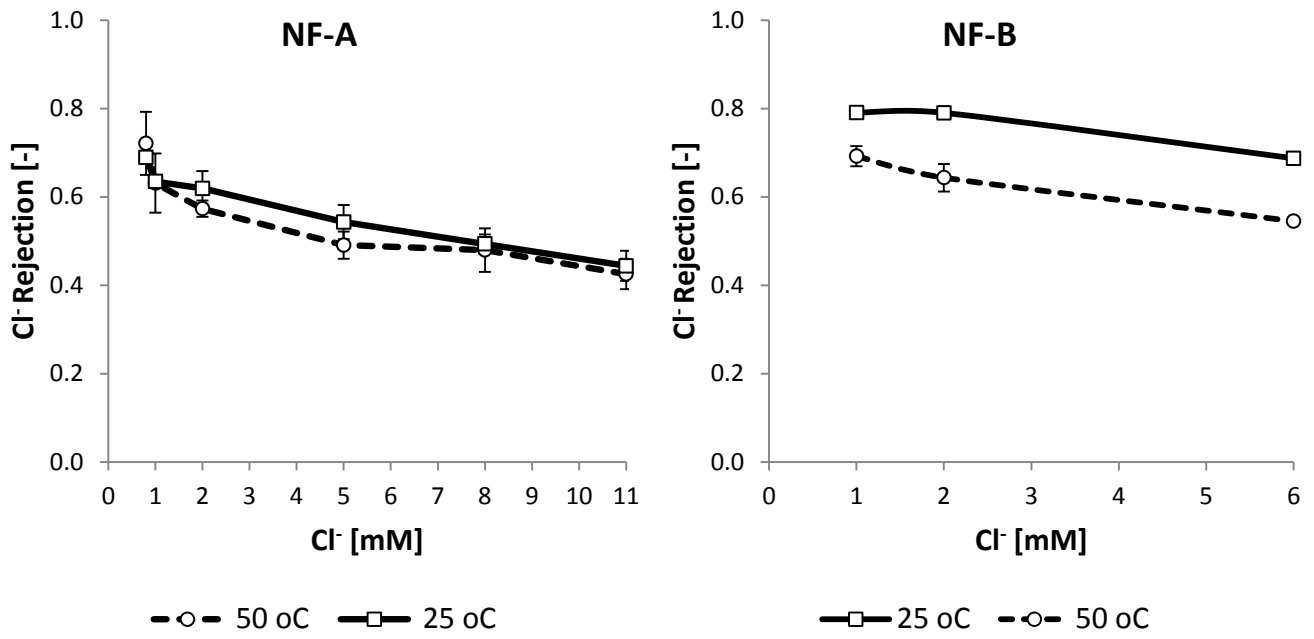 NF-A
Cl⁻ Rejection [-]
1.0
0.8
0.6
0.4
0.2
0.0
0 1 2 3 4 5 6 7 8 9 10 11
Cl⁻ [mM]
50 oC 25 oC
NF-B
Cl⁻ Rejection [-]
1.0
0.8
0.6
0.4
0.2
0.0
0 1 2 3 4 5 6
Cl⁻ [mM]
25 oC 50 oC